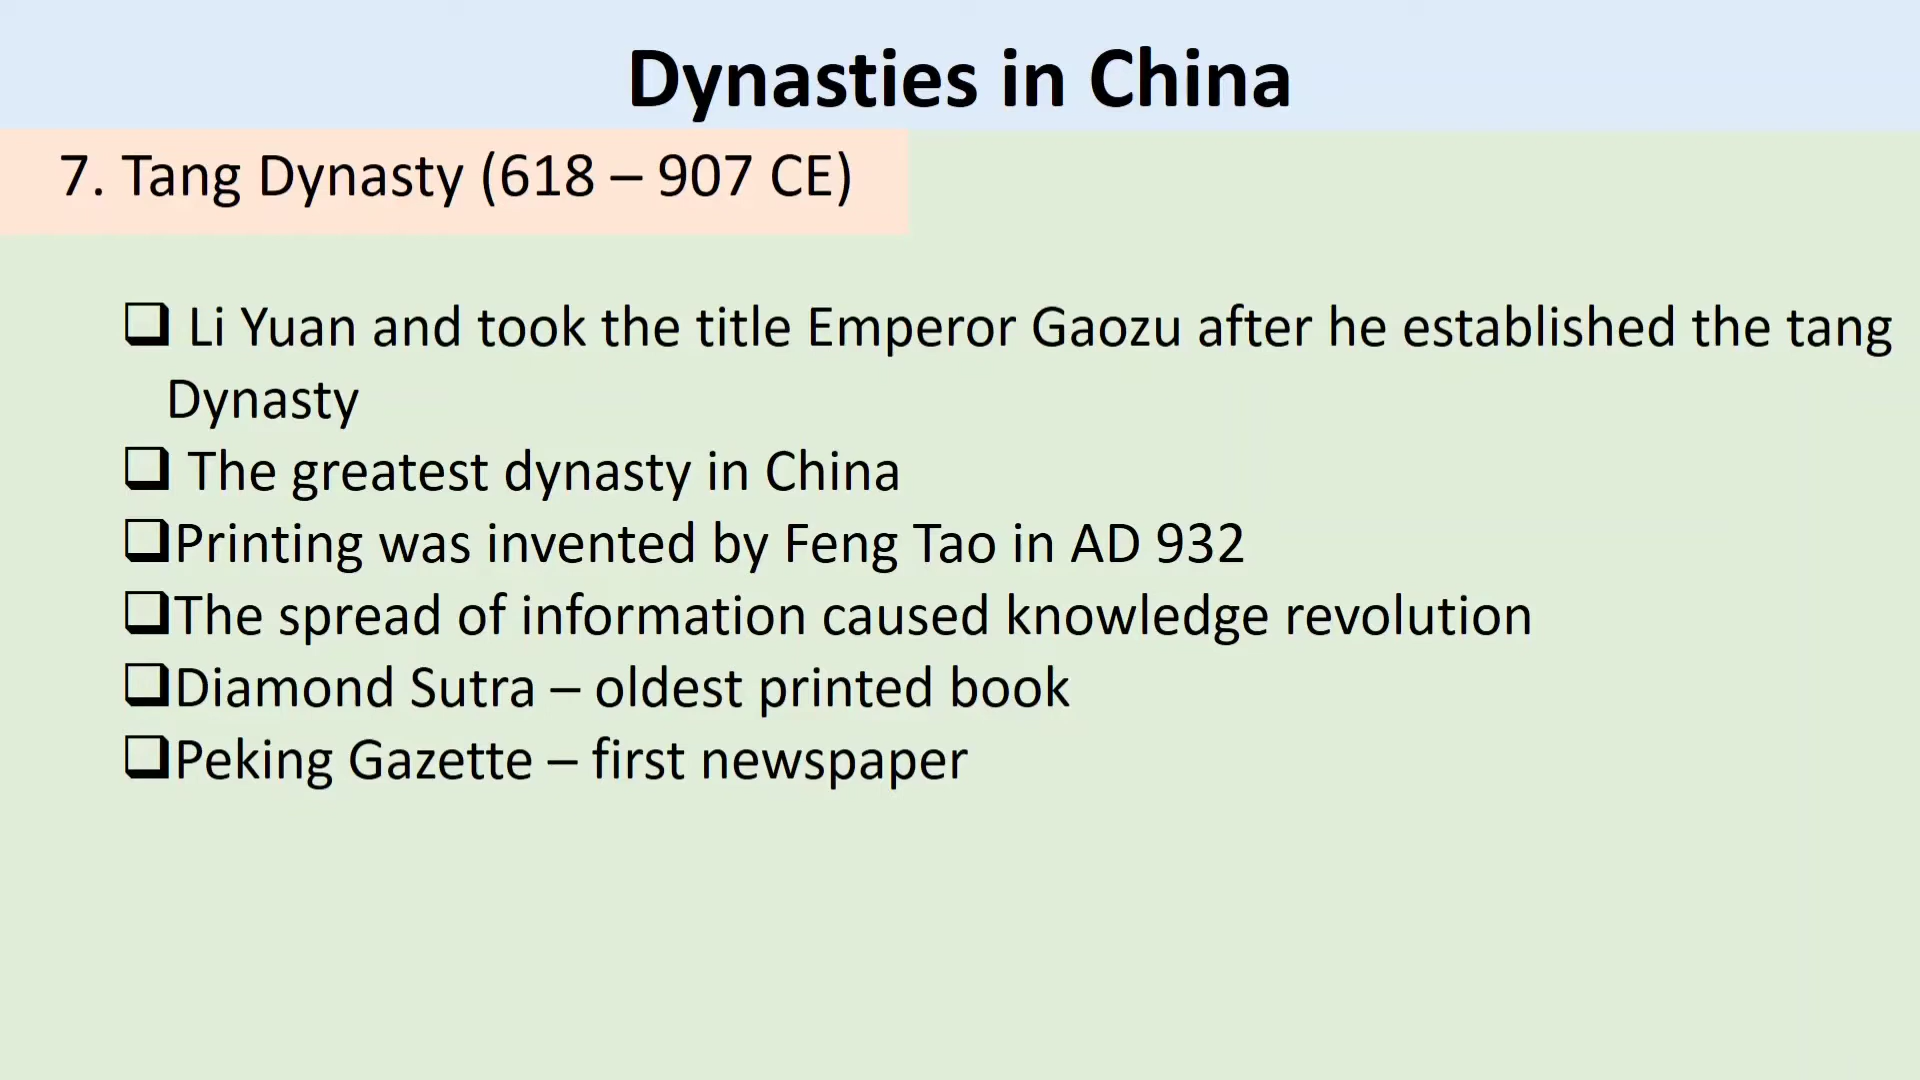 Dynasties in China
7. Tang Dynasty (618 – 907 CE)
❑ Li Yuan and took the title Emperor Gaozu after he established the tang
Dynasty
❑ The greatest dynasty in China
❑Printing was invented by Feng Tao in AD 932
❑The spread of information caused knowledge revolution
❑Diamond Sutra – oldest printed book
❑Peking Gazette – first newspaper